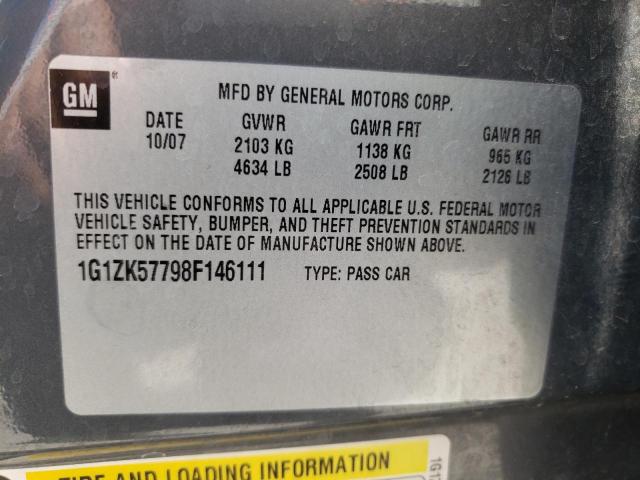 GM ®
MFD BY GENERAL MOTORS CORP.
DATE GVWR GAWR FRT GAWR RR
10/07 2103 KG 1138 KG 965 KG
4634 LB 2508 LB 2126 LB
THIS VEHICLE CONFORMS TO ALL APPLICABLE U.S. FEDERAL MOTOR
VEHICLE SAFETY, BUMPER, AND THEFT PREVENTION STANDARDS IN
EFFECT ON THE DATE OF MANUFACTURE SHOWN ABOVE.
1G1ZK57798F146111 TYPE: PASS CAR
TIRE AND LOADING INFORMATION